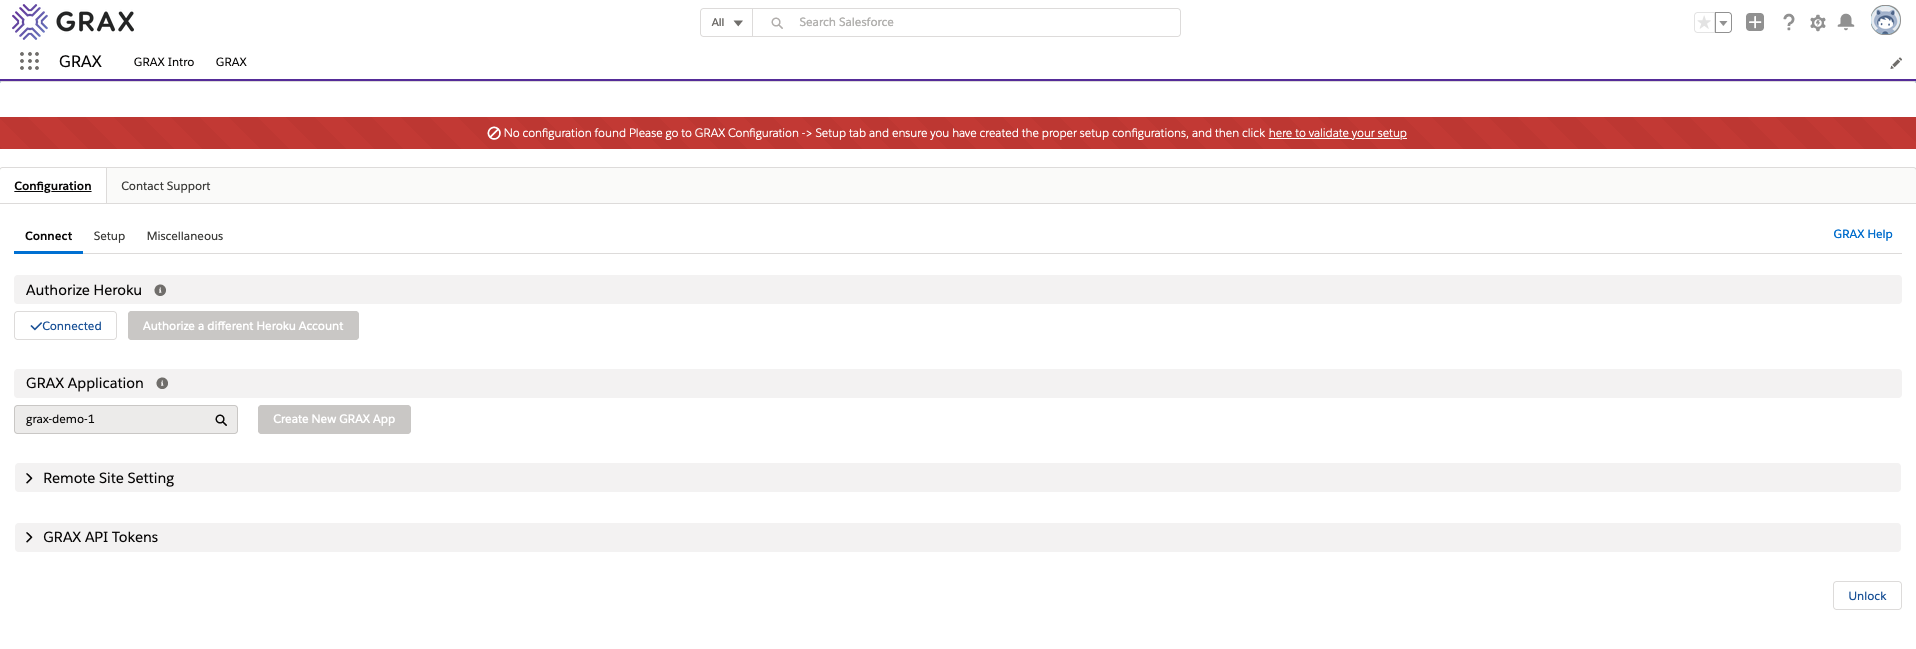 GRAX
All
Search Salesforce
GRAX
GRAX Intro
GRAX
No configuration found Please go to GRAX Configuration -> Setup tab and ensure you have created the proper setup configurations, and then click here to validate your setup
Configuration
Contact Support
Connect
Setup
Miscellaneous
GRAX Help
Authorize Heroku
Connected
Authorize a different Heroku Account
GRAX Application
grax-demo-1
Create New GRAX App
Remote Site Setting
GRAX API Tokens
Unlock